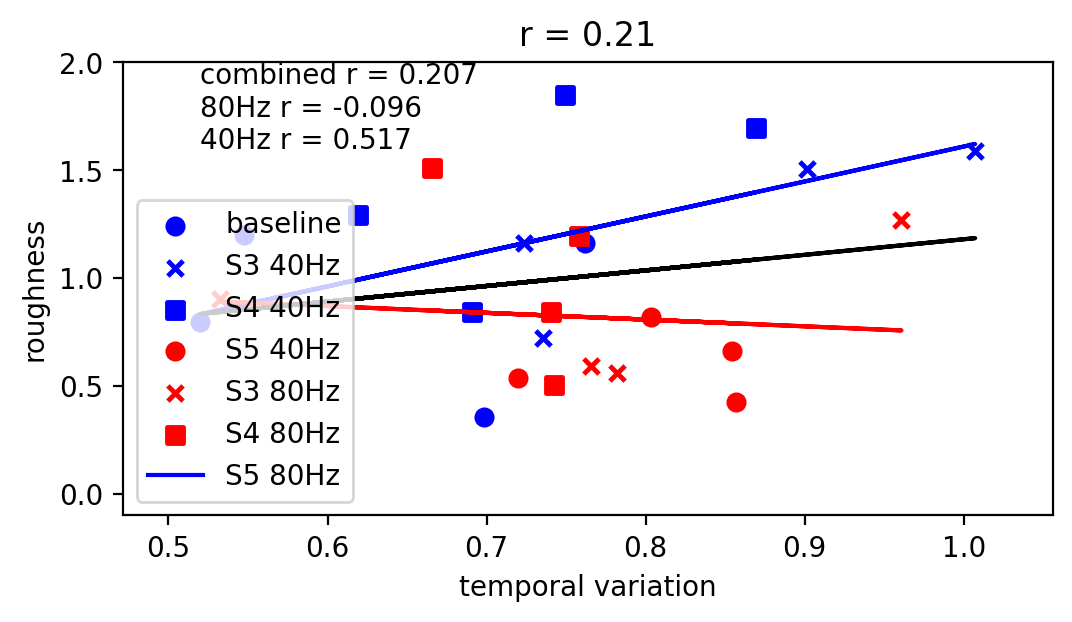 r = 0.21
combined r = 0.207
80Hz r = -0.096
40Hz r = 0.517
roughness
2.0
1.5
1.0
0.5
0.0
baseline
S3 40Hz
S4 40Hz
S5 40Hz
S3 80Hz
S4 80Hz
S5 80Hz
0.5 0.6 0.7 0.8 0.9 1.0
temporal variation